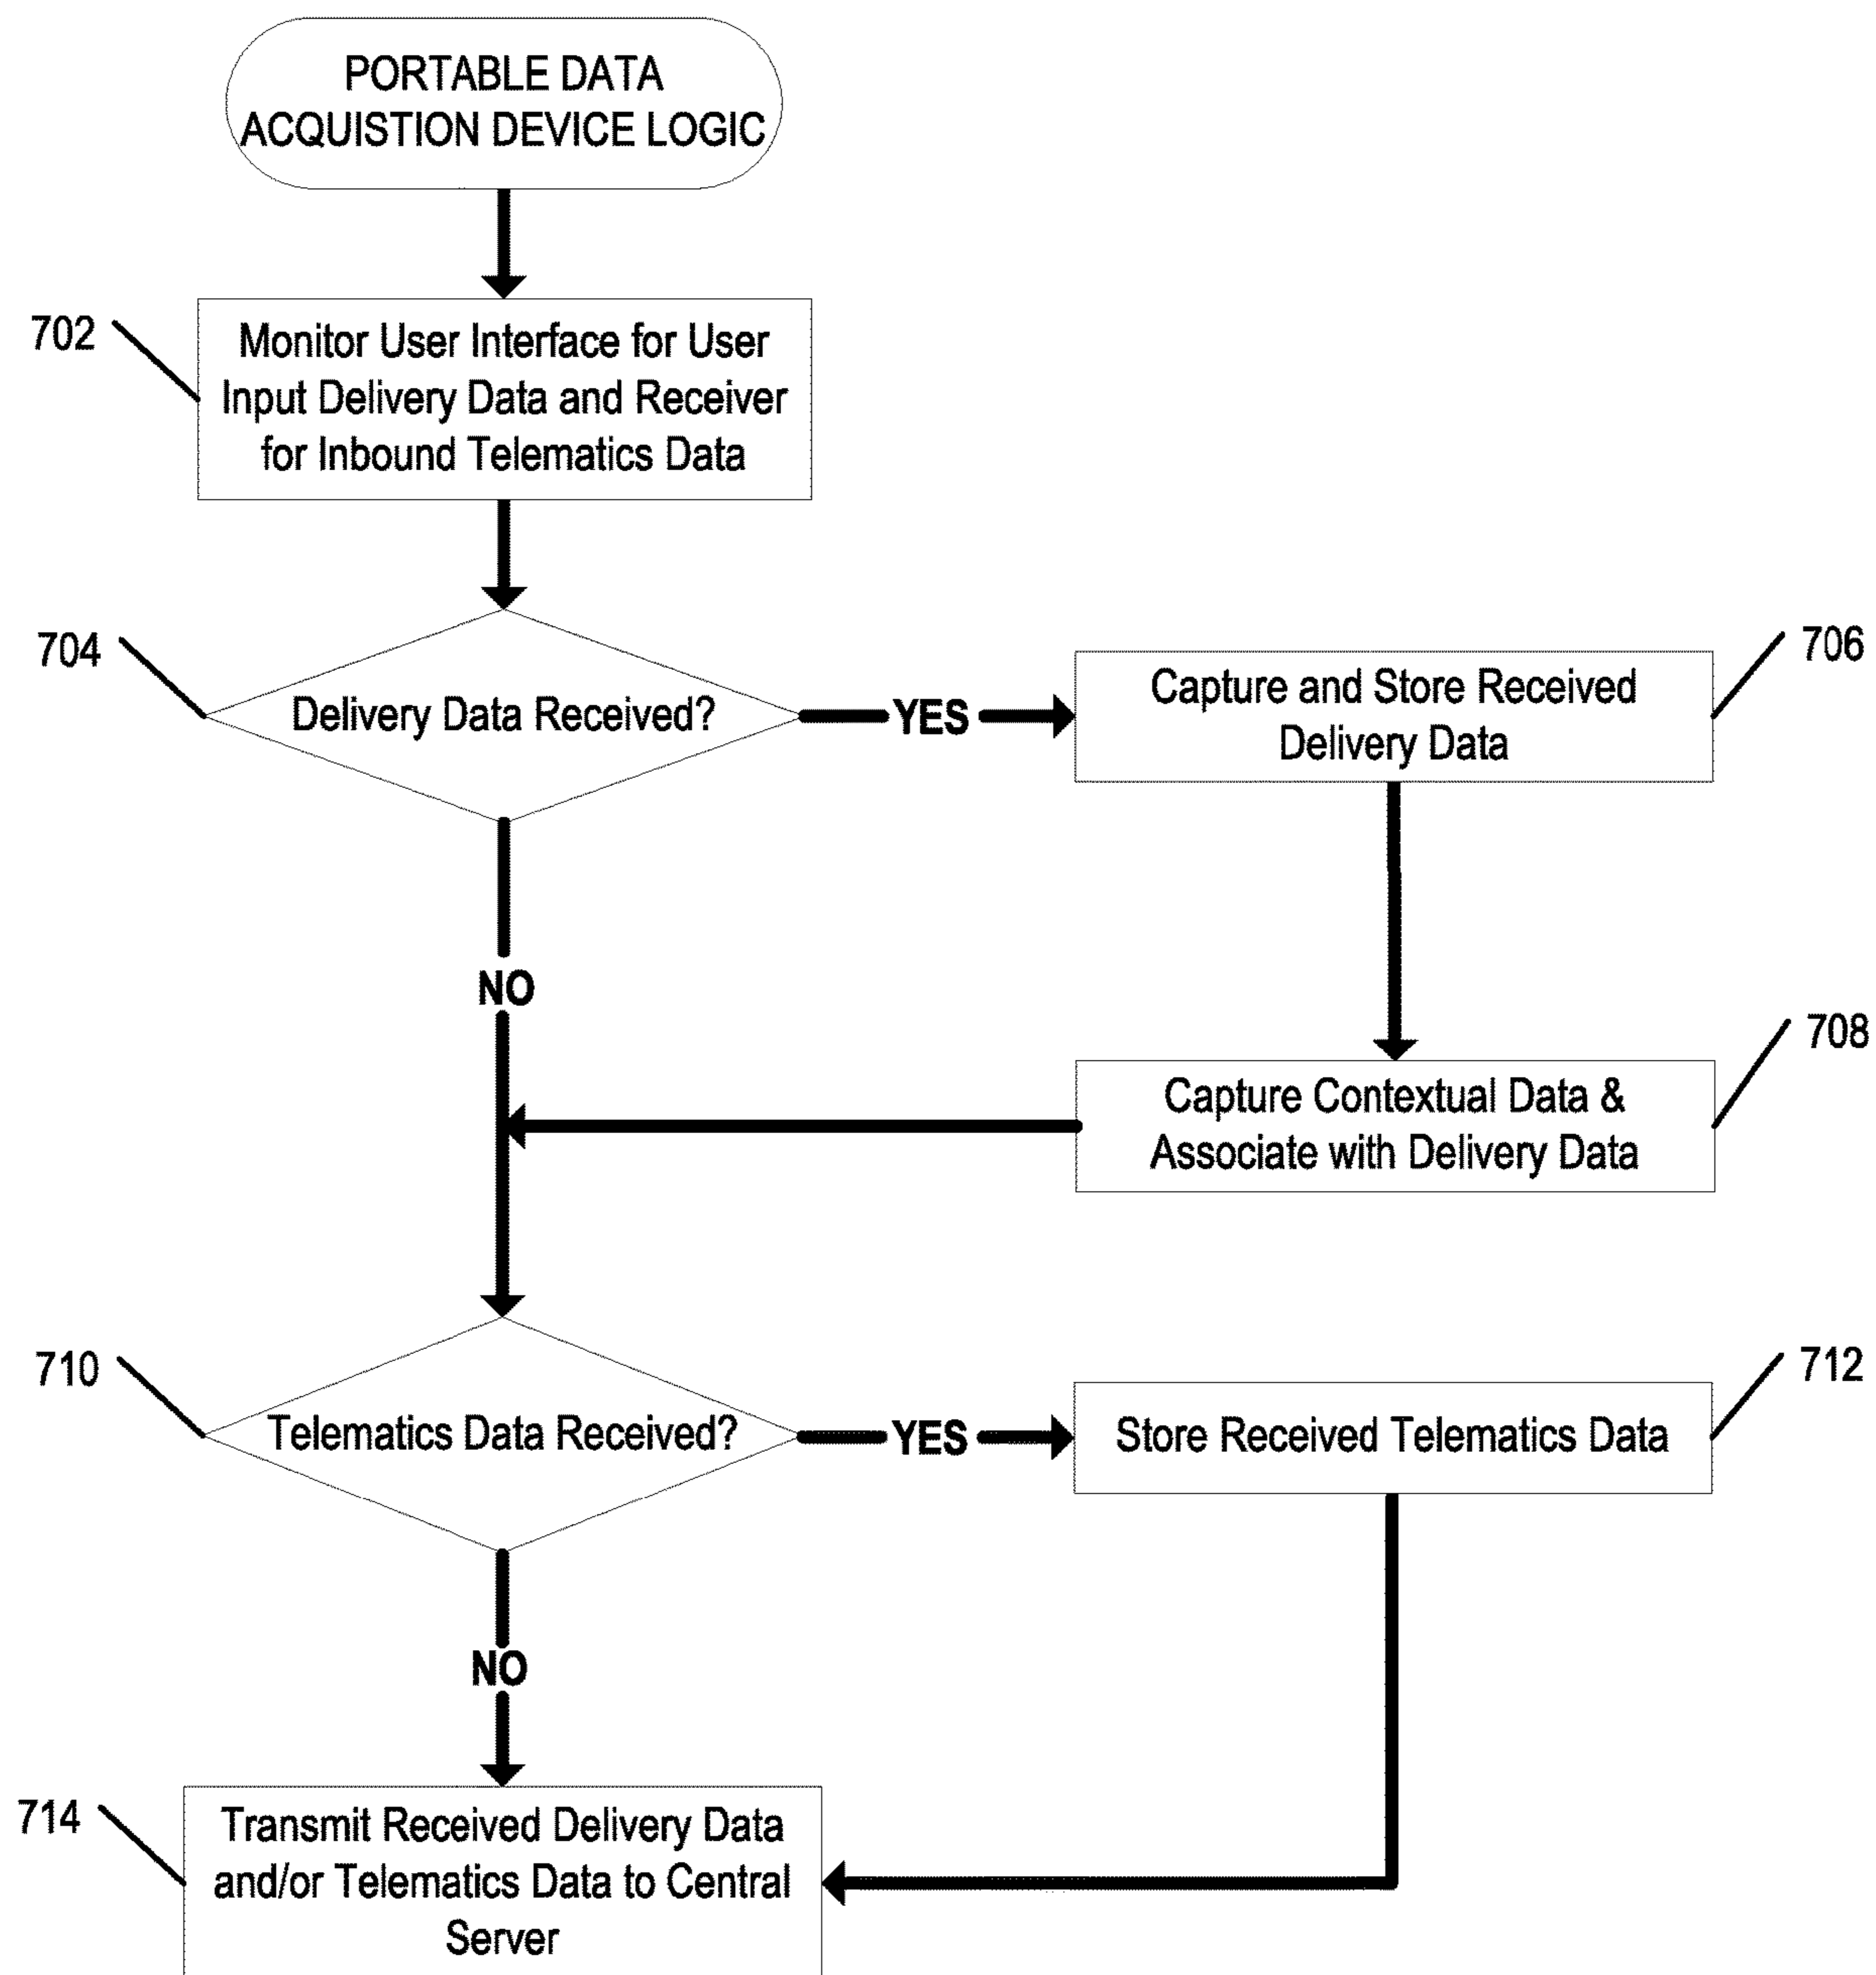 PORTABLE DATA
ACQUISTION DEVICE LOGIC
702
Monitor User Interface for User
Input Delivery Data and Receiver
for Inbound Telematics Data
704
Delivery Data Received?
YES
706
Capture and Store Received
Delivery Data
NO
708
Capture Contextual Data &
Associate with Delivery Data
710
Telematics Data Received?
YES
712
Store Received Telematics Data
NO
714
Transmit Received Delivery Data
and/or Telematics Data to Central
Server